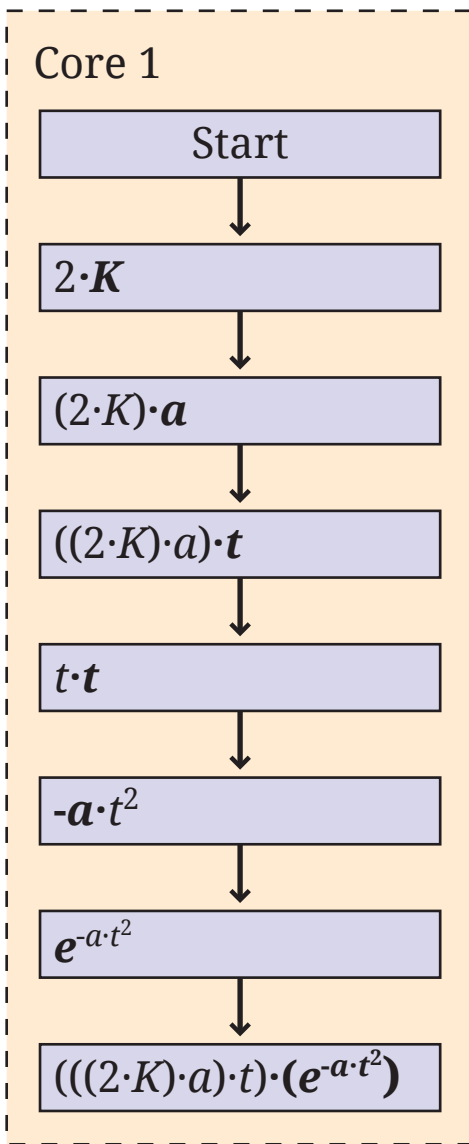 Core 1
Start
2·K
(2·K)·a
((2·K)·a)·t
t·t
-a·t²
e^{-a·t²}
(((2·K)·a)·t)·(e^{-a·t²})